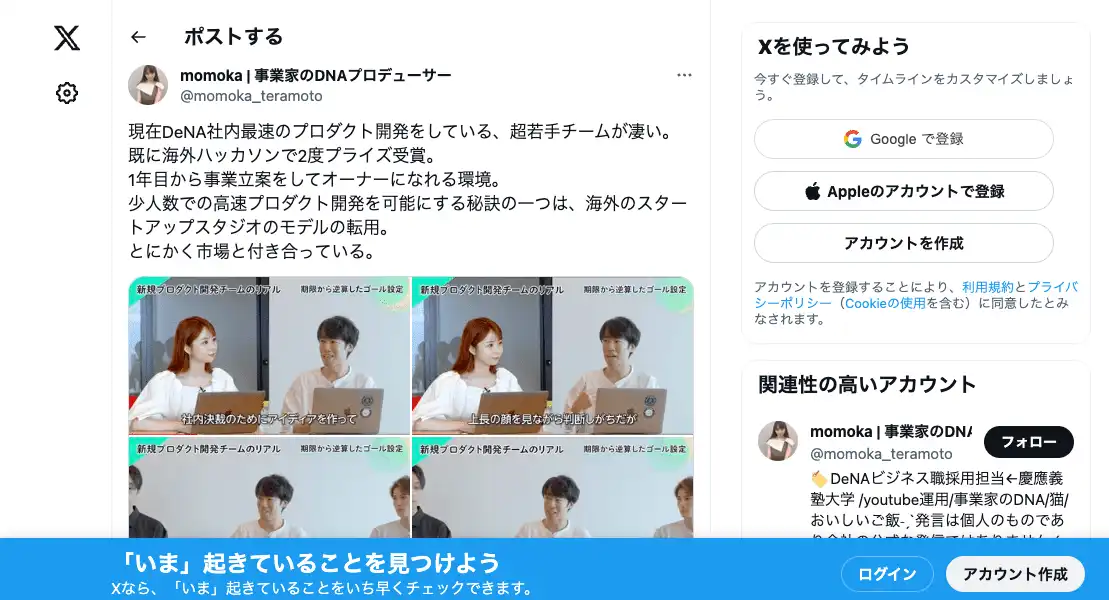 ポストする
momoka | 事業家のDNAプロデューサー
@momoka_teramoto
現在DeNA社内最速のプロダクト開発をしている、超若手チームが凄い。
既に海外ハッカソンで2度プライズ受賞。
1年目から事業立案をしてオーナーになれる環境。
少人数での高速プロダクト開発を可能にする秘訣の一つは、海外のスター
トアップスタジオのモデルの転用。
とにかく市場と付き合っている。
新規プロダクト開発チームのリアル
期限から逆算したゴール設定
社内決裁のためにアイディアを作って
新規プロダクト開発チームのリアル
期限から逆算したゴール設定
上長の顔を見ながら判断しがちだが
新規プロダクト開発チームのリアル
期限から逆算したゴール設定
新規プロダクト開発チームのリアル
期限から逆算したゴール設定
Xを使ってみよう
今すぐ登録して、タイムラインをカスタマイズしましょ
う。
Google で登録
Appleのアカウントで登録
アカウントを作成
アカウントを登録することにより、利用規約とプライバ
シーポリシー（Cookieの使用を含む）に同意したとみ
なされます。
関連性の高いアカウント
momoka | 事業家のDNA
フォロー
@momoka_teramoto
DeNAビジネス職採用担当←慶應義
塾大学 /youtube運用/事業家のDNA/猫/
おいしいご飯-ˏˋ発言は個人のものであ
「いま」起きていることを見つけよう
Xなら、「いま」起きていることをいち早くチェックできます。
ログイン
アカウント作成